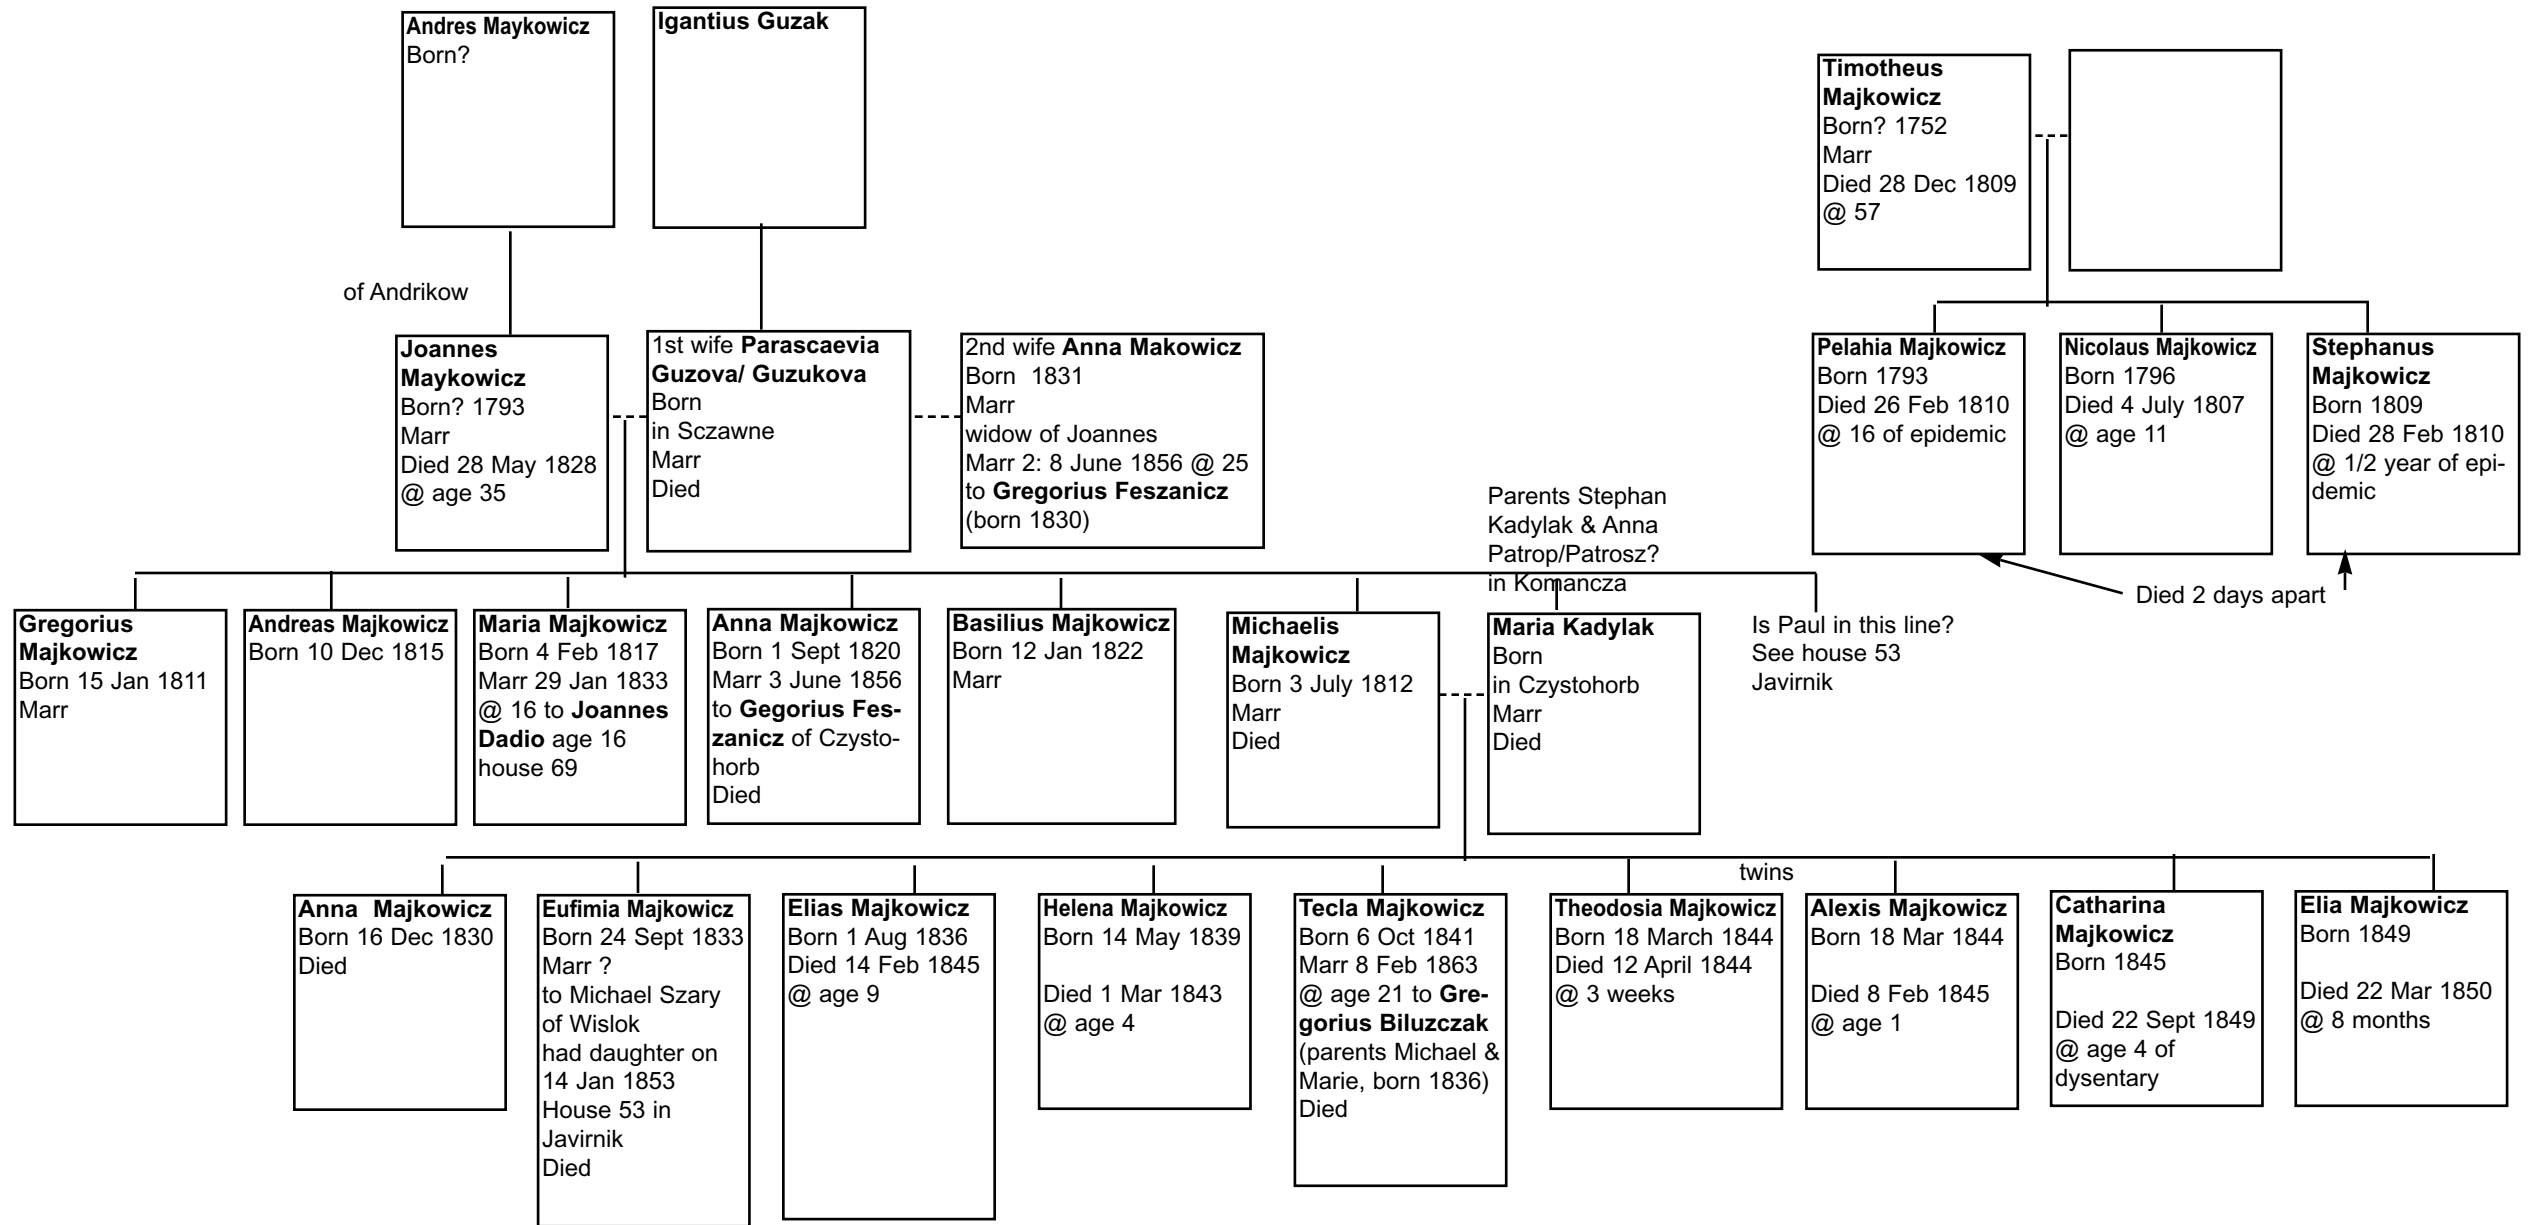 Andres Maykowicz
Born?
Igantius Guzak
Timotheus
Majkowicz
Born? 1752
Marr
Died 28 Dec 1809
@ 57
of Andrikow
Joannes
Maykowicz
Born? 1793
Marr
Died 28 May 1828
@ age 35
1st wife Parascaevia
Guzova/ Guzukova
Born
in Sczawne
Marr
Died
2nd wife Anna Makowicz
Born 1831
Marr
widow of Joannes
Marr 2: 8 June 1856 @ 25
to Gregorius Feszanicz
(born 1830)
Pelahia Majkowicz
Born 1793
Died 26 Feb 1810
@ 16 of epidemic
Nicolaus Majkowicz
Born 1796
Died 4 July 1807
@ age 11
Stephanus
Majkowicz
Born 1809
Died 28 Feb 1810
@ 1/2 year of epi-
demic
Parents Stephan
Kadylak & Anna
Patrop/Patrosz?
in Komancza
Died 2 days apart
Gregorius
Majkowicz
Born 15 Jan 1811
Marr
Andreas Majkowicz
Born 10 Dec 1815
Maria Majkowicz
Born 4 Feb 1817
Marr 29 Jan 1833
@ 16 to Joannes
Dadio age 16
house 69
Anna Majkowicz
Born 1 Sept 1820
Marr 3 June 1856
to Gegorius Fes-
zanicz of Czysto-
horb
Died
Basilius Majkowicz
Born 12 Jan 1822
Marr
Michaelis
Majkowicz
Born 3 July 1812
Marr
Died
Maria Kadylak
Born
in Czystohorb
Marr
Died
Is Paul in this line?
See house 53
Javirnik
twins
Anna Majkowicz
Born 16 Dec 1830
Died
Eufimia Majkowicz
Born 24 Sept 1833
Marr ?
to Michael Szary
of Wislok
had daughter on
14 Jan 1853
House 53 in
Javirnik
Died
Elias Majkowicz
Born 1 Aug 1836
Died 14 Feb 1845
@ age 9
Helena Majkowicz
Born 14 May 1839
Died 1 Mar 1843
@ age 4
Tecla Majkowicz
Born 6 Oct 1841
Marr 8 Feb 1863
@ age 21 to Gre-
gorius Biluzczak
(parents Michael &
Marie, born 1836)
Died
Theodosia Majkowicz
Born 18 March 1844
Died 12 April 1844
@ 3 weeks
Alexis Majkowicz
Born 18 Mar 1844
Died 8 Feb 1845
@ age 1
Catharina
Majkowicz
Born 1845
Died 22 Sept 1849
@ age 4 of
dysentary
Elia Majkowicz
Born 1849
Died 22 Mar 1850
@ 8 months